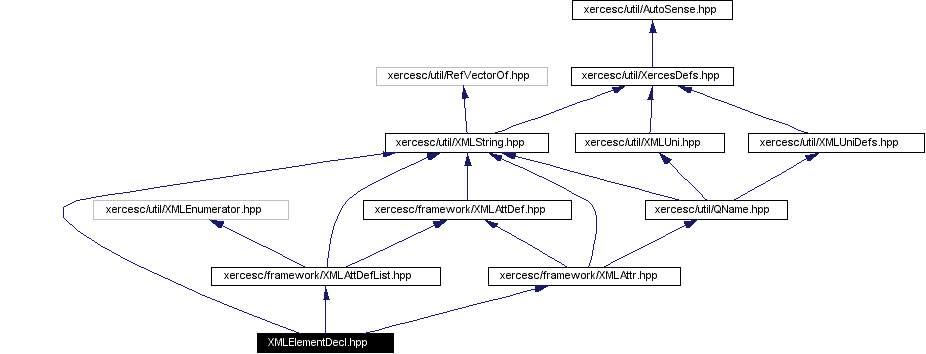 xercesc/util/AutoSense.hpp
xercesc/util/RefVectorOf.hpp
xercesc/util/XercesDefs.hpp
xercesc/util/XMLString.hpp
xercesc/util/XMLUni.hpp
xercesc/util/XMLUniDefs.hpp
xercesc/util/XMLEnumerator.hpp
xercesc/framework/XMLAttDef.hpp
xercesc/util/QName.hpp
xercesc/framework/XMLAttDefList.hpp
xercesc/framework/XMLAttr.hpp
XMLElementDecl.hpp